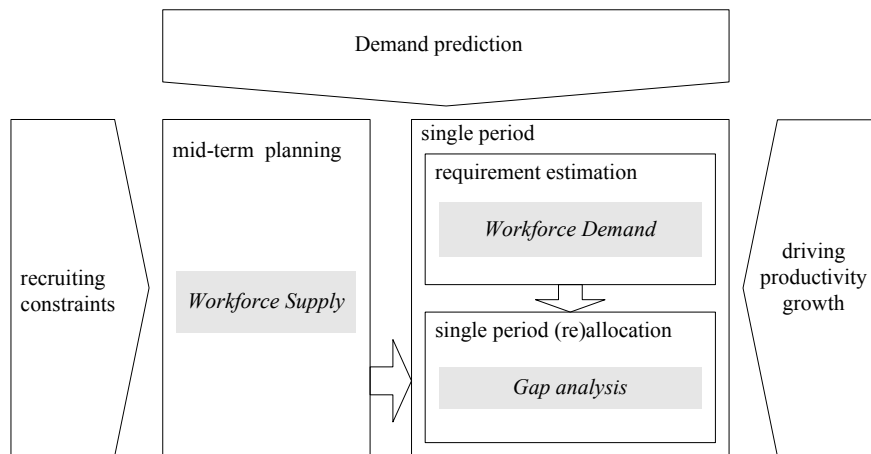 Demand prediction
recruiting
constraints
mid-term planning
Workforce Supply
single period
requirement estimation
Workforce Demand
single period (re)allocation
Gap analysis
driving
productivity
growth